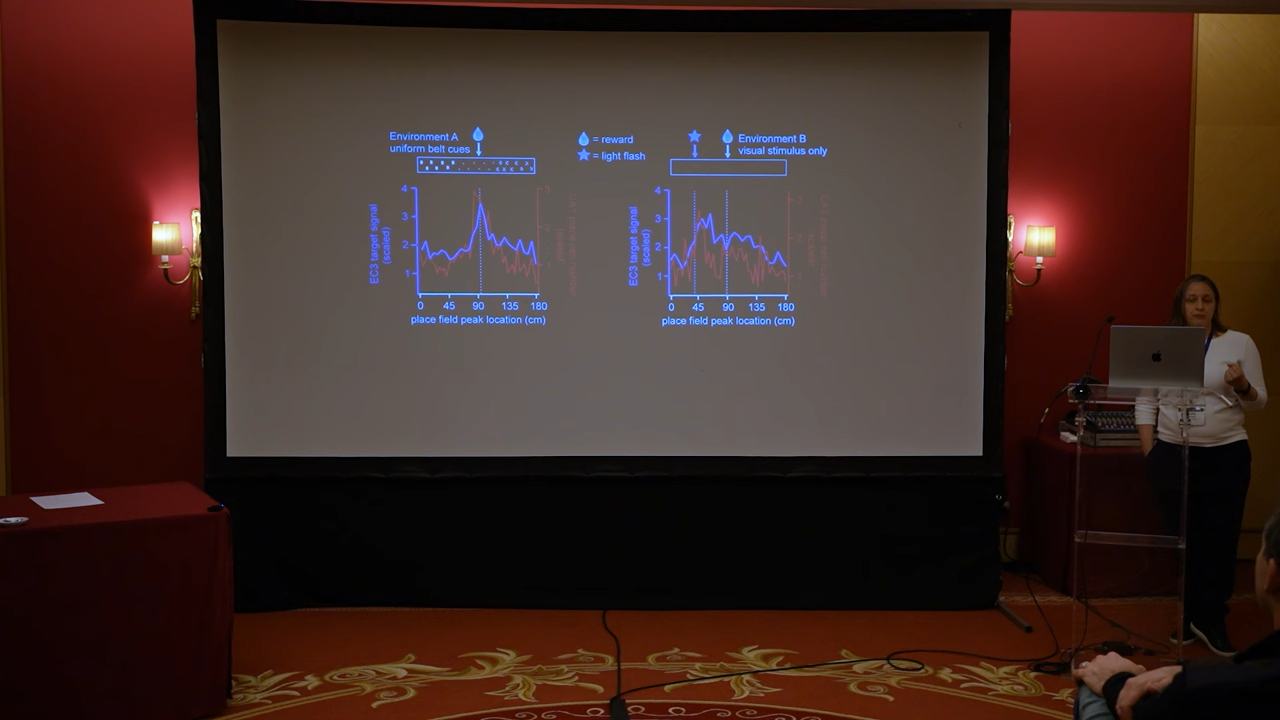 Environment A
uniform belt cues
= reward
= light flash
Environment B
visual stimulus only
EC3 target signal
(scaled)
4
3
2
1
0 45 90 135 180
place field peak location (cm)
EC3 target signal
(scaled)
4
3
2
1
0 45 90 135 180
place field peak location (cm)